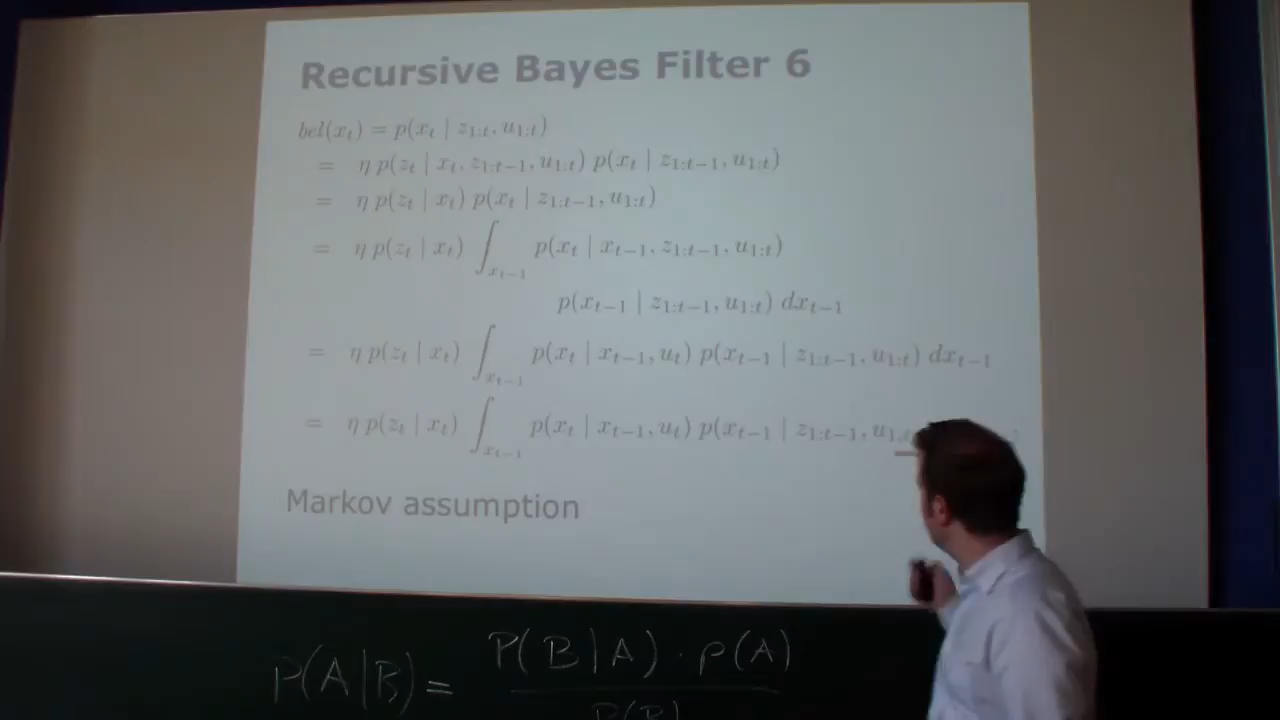 Recursive Bayes Filter 6
bel(x_t) = p(x_t | z_{1:t}, u_{1:t})
= η p(z_t | x_t, z_{1:t−1}, u_{1:t}) p(x_t | z_{1:t−1}, u_{1:t})
= η p(z_t | x_t) p(x_t | z_{1:t−1}, u_{1:t})
= η p(z_t | x_t) ∫_{x_{t−1}} p(x_t | x_{t−1}, z_{1:t−1}, u_{1:t})
p(x_{t−1} | z_{1:t−1}, u_{1:t}) dx_{t−1}
= η p(z_t | x_t) ∫_{x_{t−1}} p(x_t | x_{t−1}, u_t) p(x_{t−1} | z_{1:t−1}, u_{1:t}) dx_{t−1}
= η p(z_t | x_t) ∫_{x_{t−1}} p(x_t | x_{t−1}, u_t) p(x_{t−1} | z_{1:t−1}, u
Markov assumption
P(B|A) · p(A)
P(A|B) =
P(B)